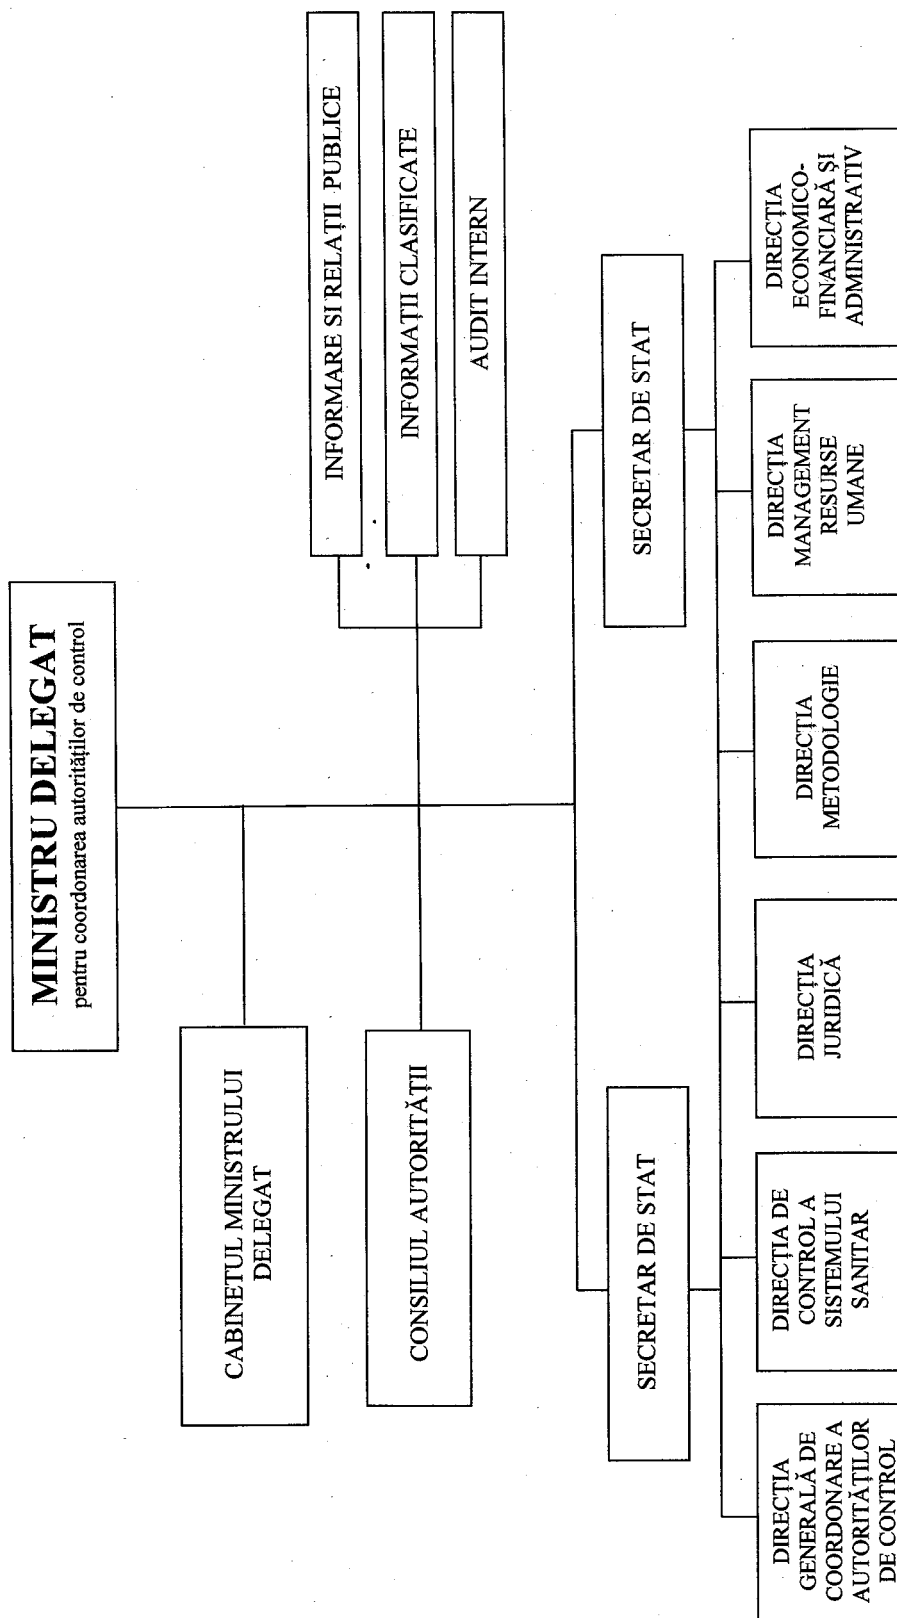 MINISTRU DELEGAT
pentru coordonarea autorităților de control
CABINETUL MINISTRULUI
DELEGAT
INFORMARE SI RELAȚII PUBLICE
INFORMAȚII CLASIFICATE
AUDIT INTERN
CONSILIUL AUTORITĂȚII
SECRETAR DE STAT
SECRETAR DE STAT
DIRECȚIA
GENERALĂ DE
COORDONARE A
AUTORITĂȚILOR
DE CONTROL
DIRECȚIA DE
CONTROL A
SISTEMULUI
SANITAR
DIRECȚIA
JURIDICĂ
DIRECȚIA
METODOLOGIE
DIRECȚIA
MANAGEMENT
RESURSE
UMANE
DIRECȚIA
ECONOMICO-
FINANCIARĂ ȘI
ADMINISTRATIV